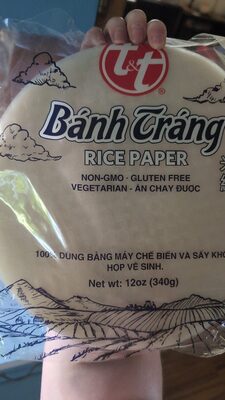 t&t
®
Bánh Tráng
RICE PAPER
NON-GMO · GLUTEN FREE
VEGETARIAN - ĂN CHAY ĐƯỢC
100% DUNG BẰNG MÁY CHẾ BIẾN VA SẤY KHÔ
HỢP VỆ SINH.
Net wt: 12oz (340g)